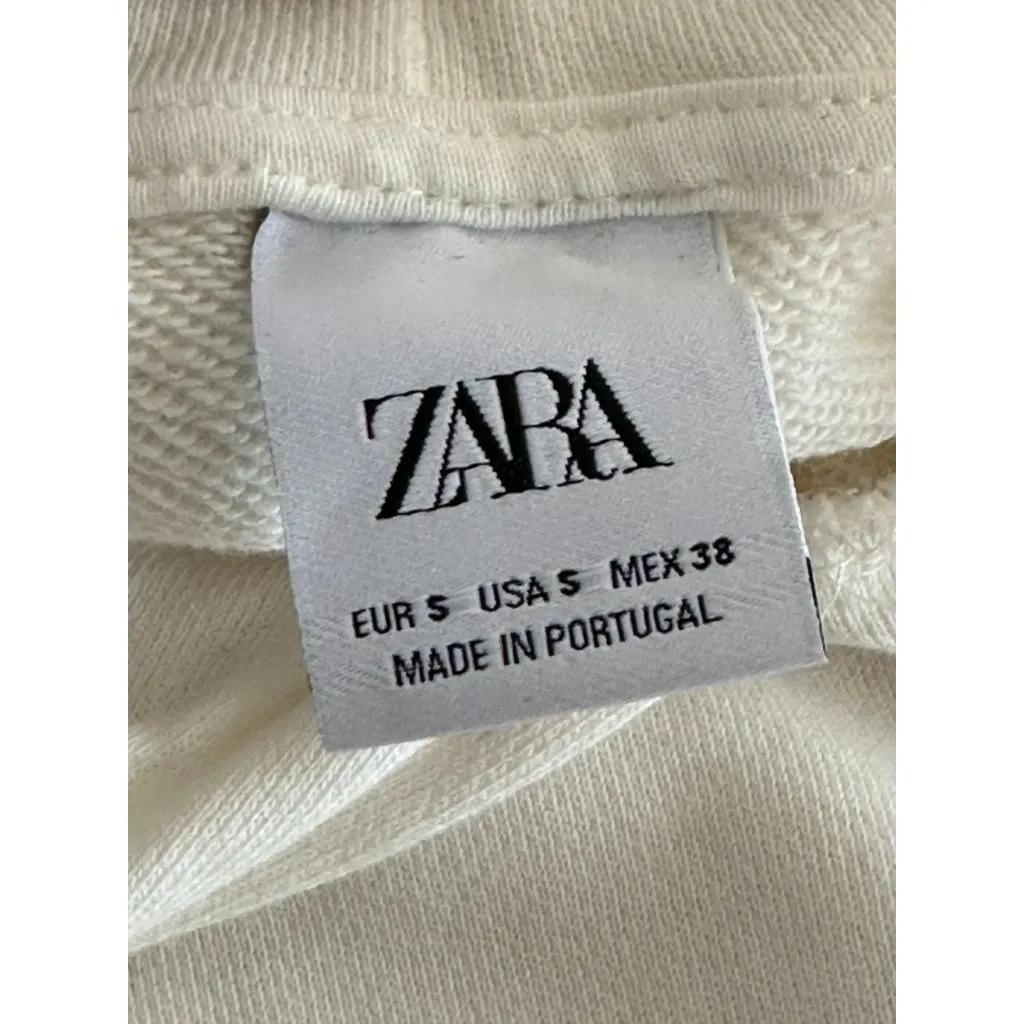 ZARA
EUR S USA S MEX 38
MADE IN PORTUGAL